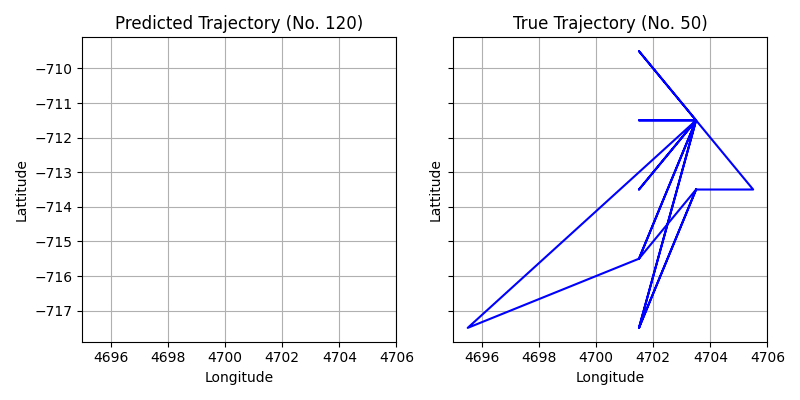 Predicted Trajectory (No. 120)
True Trajectory (No. 50)
−710
−711
−712
−713
−714
−715
−716
−717
Lattitude
Lattitude
4696 4698 4700 4702 4704 4706
4696 4698 4700 4702 4704 4706
Longitude
Longitude